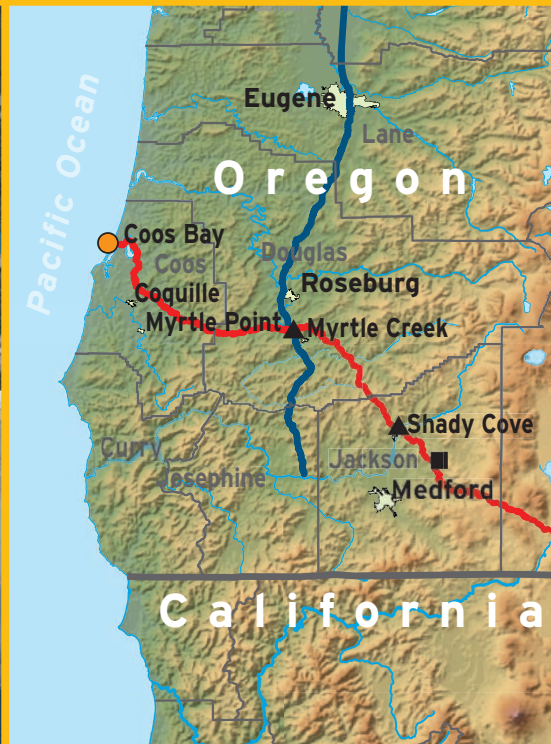 Eugene
Lane
Oregon
Pacific Ocean
Coos Bay
Coos
Douglas
Coquille
Roseburg
Myrtle Point
Myrtle Creek
Shady Cove
Curry
Jackson
Josephine
Medford
California